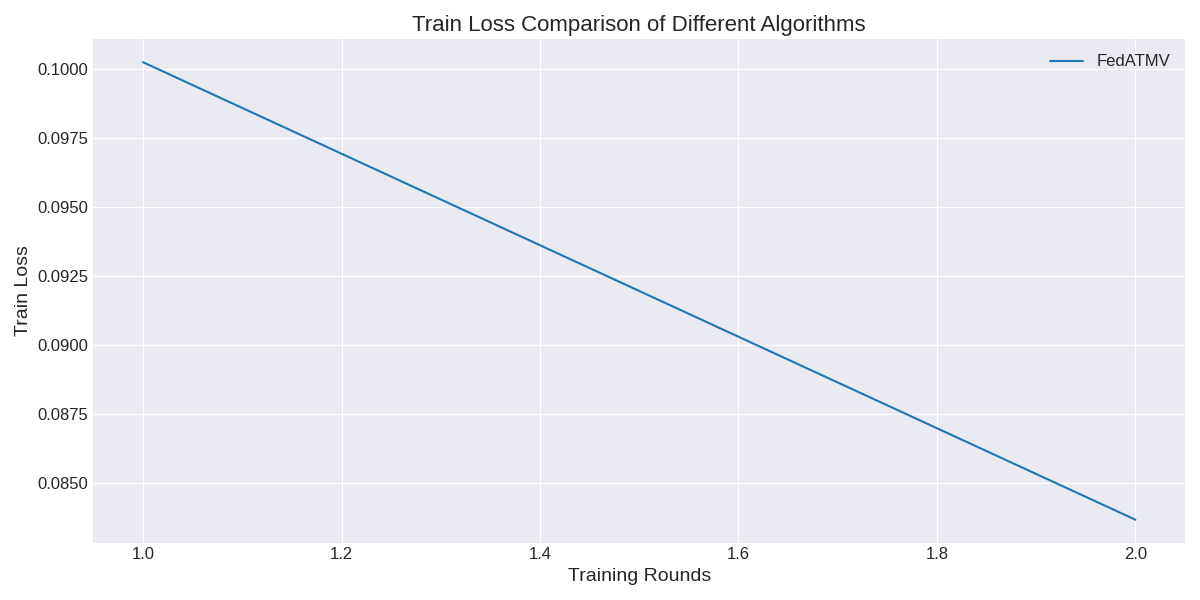 Train Loss Comparison of Different Algorithms
FedATMV
Train Loss
0.1000
0.0975
0.0950
0.0925
0.0900
0.0875
0.0850
1.0 1.2 1.4 1.6 1.8 2.0
Training Rounds